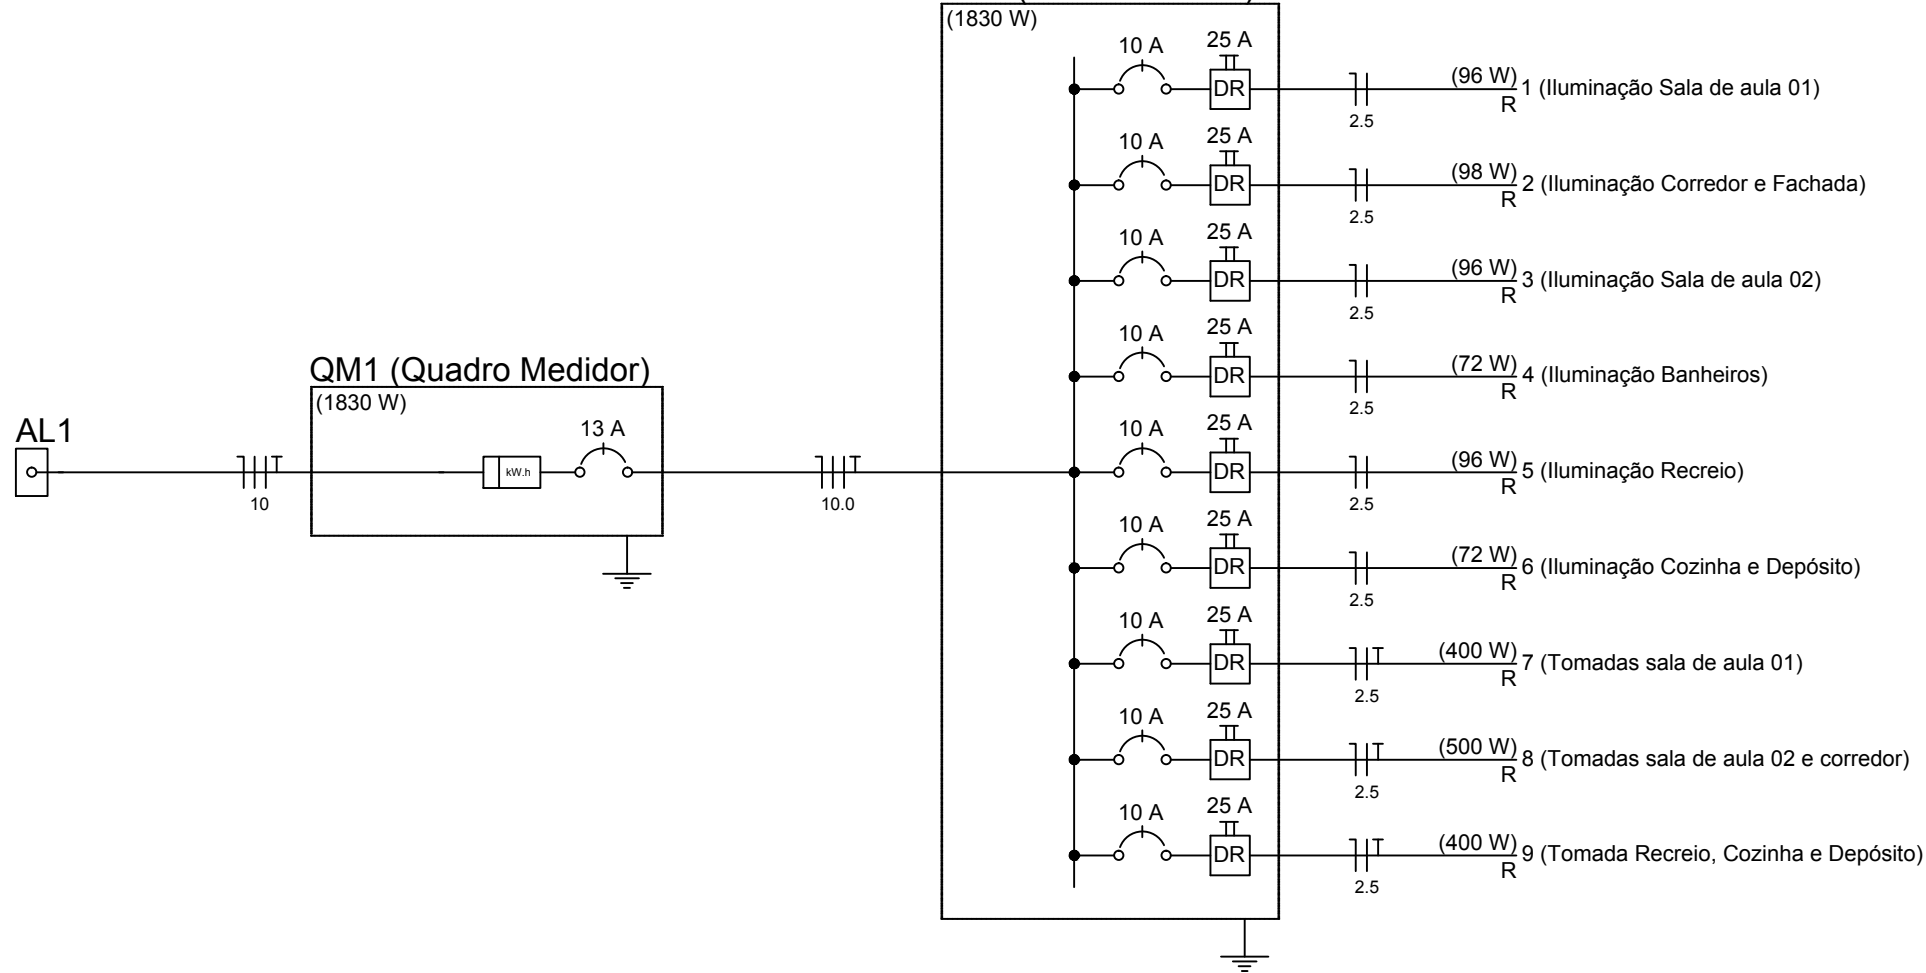 (1830 W)
10 A
25 A
DR
2.5
(96 W)
R
1 (Iluminação Sala de aula 01)
10 A
25 A
DR
2.5
(98 W)
R
2 (Iluminação Corredor e Fachada)
10 A
25 A
DR
2.5
(96 W)
R
3 (Iluminação Sala de aula 02)
10 A
25 A
DR
2.5
(72 W)
R
4 (Iluminação Banheiros)
QM1 (Quadro Medidor)
(1830 W)
AL1
10
kW.h
13 A
10.0
10 A
25 A
DR
2.5
(96 W)
R
5 (Iluminação Recreio)
10 A
25 A
DR
2.5
(72 W)
R
6 (Iluminação Cozinha e Depósito)
10 A
25 A
DR
2.5
(400 W)
R
7 (Tomadas sala de aula 01)
10 A
25 A
DR
2.5
(500 W)
R
8 (Tomadas sala de aula 02 e corredor)
10 A
25 A
DR
2.5
(400 W)
R
9 (Tomada Recreio, Cozinha e Depósito)